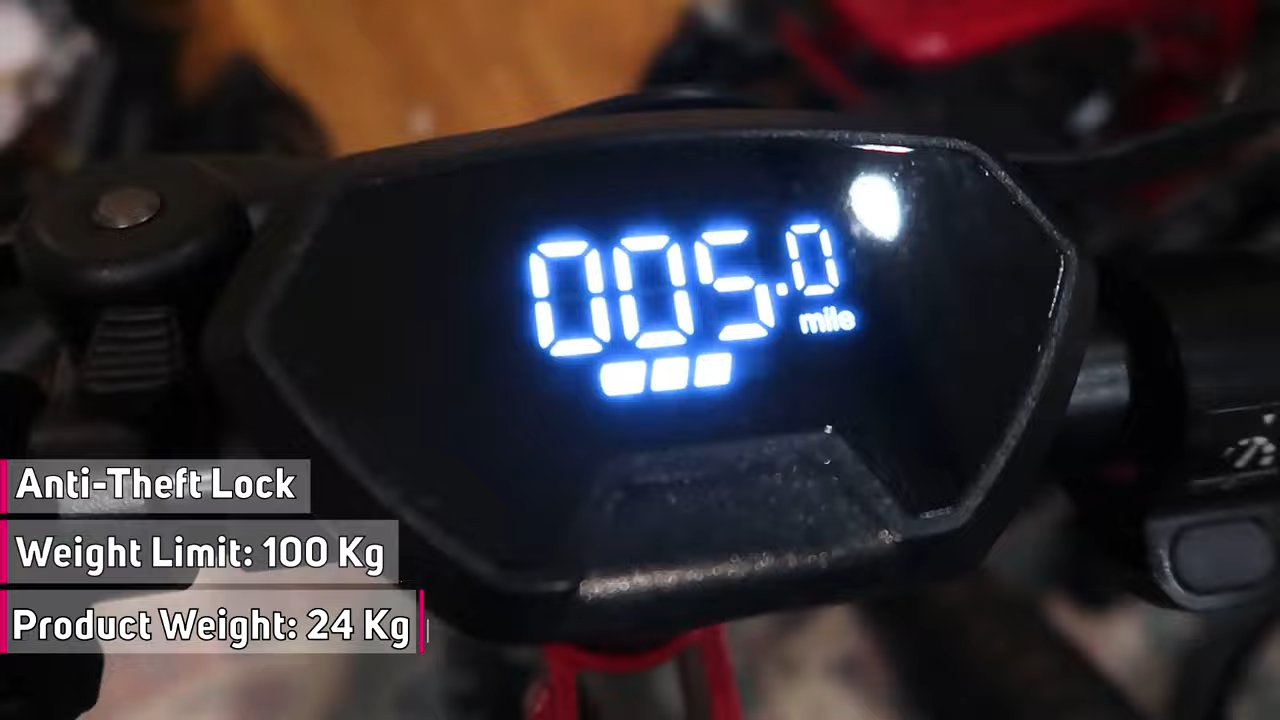 005.0
mile
Anti-Theft Lock
Weight Limit: 100 Kg
Product Weight: 24 Kg